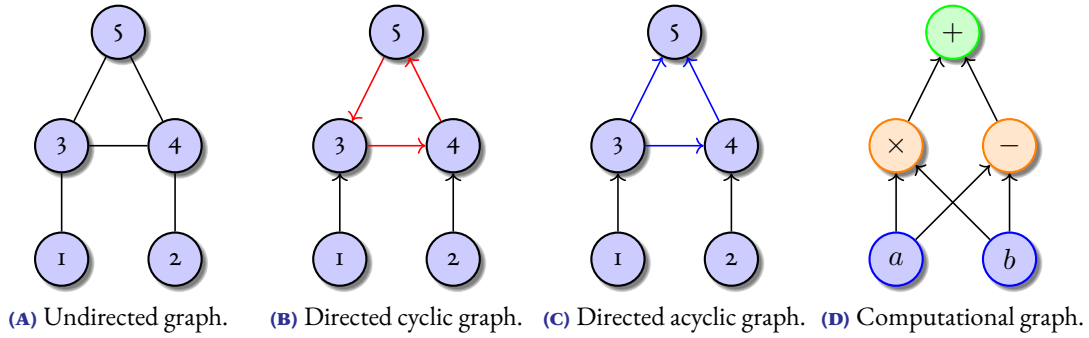 5 5 5 +
3 4 3 4 3 4 × −
1 2 1 2 1 2 a b
(A) Undirected graph. (B) Directed cyclic graph. (C) Directed acyclic graph. (D) Computational graph.